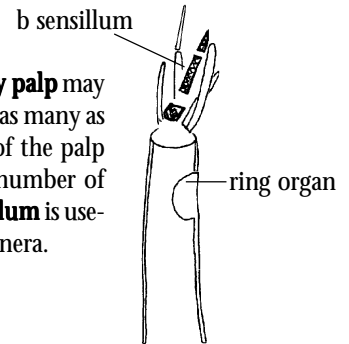 b sensillum
y palp may
as many as
of the palp
number of
lum is use-
nera.
ring organ